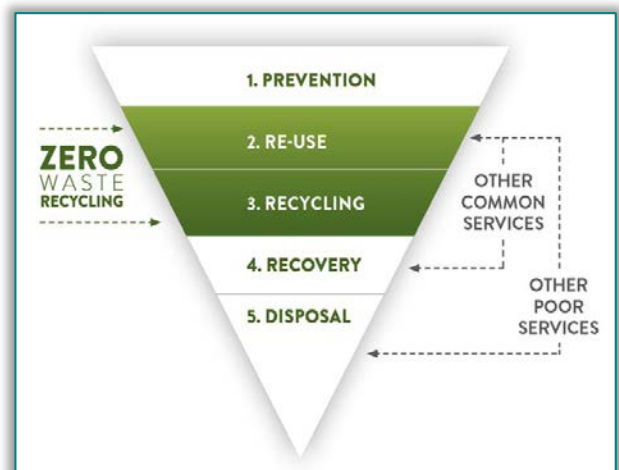 1. PREVENTION
2. RE-USE
3. RECYCLING
4. RECOVERY
5. DISPOSAL
ZERO
WASTE
RECYCLING
OTHER
COMMON
SERVICES
OTHER
POOR
SERVICES